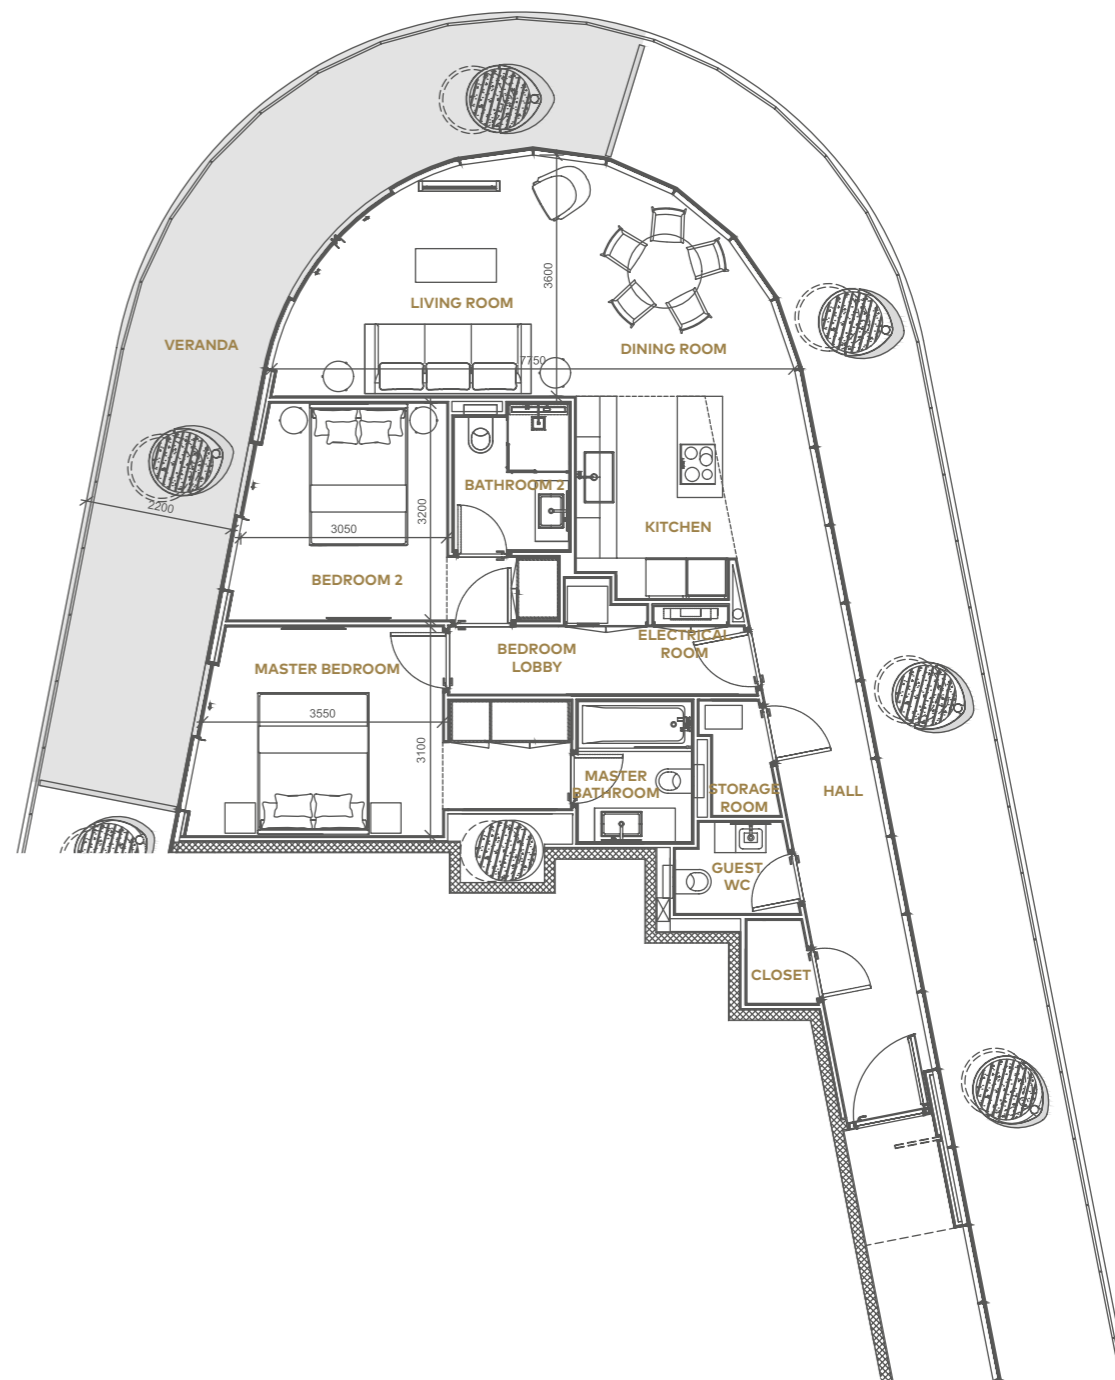 3600
LIVING ROOM
VERANDA
DINING ROOM
7750
BATHROOM 2
2200
3200
3050
KITCHEN
BEDROOM 2
ELECTRICAL
ROOM
BEDROOM
LOBBY
MASTER BEDROOM
3550
3100
MASTER
BATHROOM
STORAGE
ROOM
HALL
GUEST
WC
CLOSET